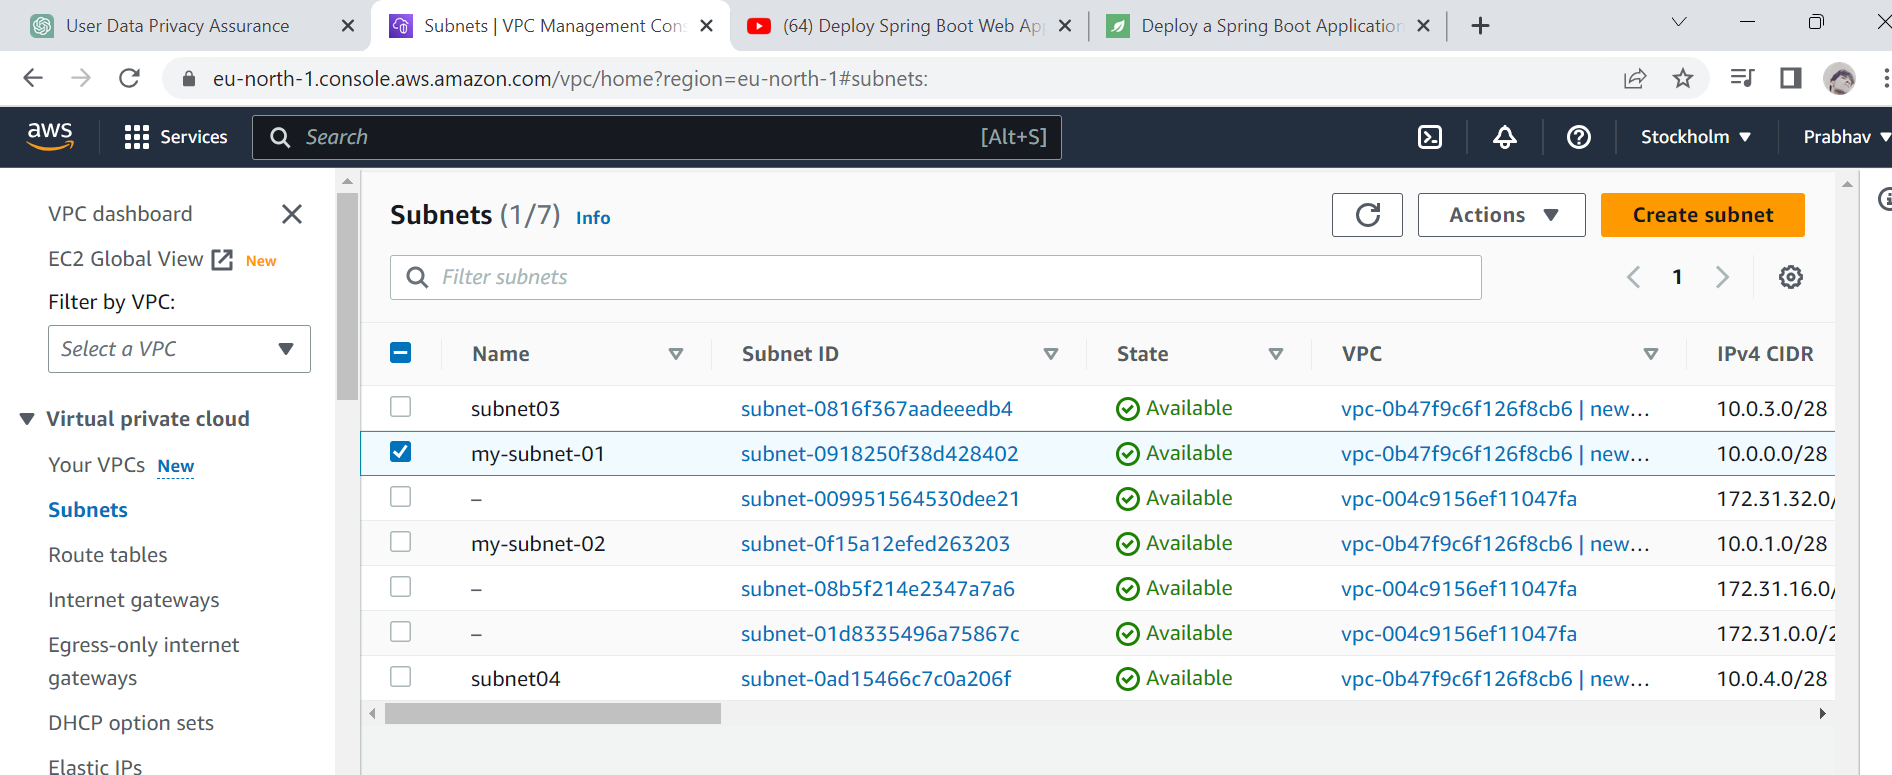 User Data Privacy Assurance
Subnets | VPC Management Cons
(64) Deploy Spring Boot Web App
Deploy a Spring Boot Application
eu-north-1.console.aws.amazon.com/vpc/home?region=eu-north-1#subnets:
aws Services Search [Alt+S] Stockholm Prabhav
VPC dashboard
EC2 Global View New
Filter by VPC:
Select a VPC
Virtual private cloud
Your VPCs New
Subnets
Route tables
Internet gateways
Egress-only internet
gateways
DHCP option sets
Elastic IPs
Subnets (1/7) Info Actions Create subnet
Filter subnets 1
Name Subnet ID State VPC IPv4 CIDR
subnet03 subnet-0816f367aadeeedb4 Available vpc-0b47f9c6f126f8cb6 | new... 10.0.3.0/28
my-subnet-01 subnet-0918250f38d428402 Available vpc-0b47f9c6f126f8cb6 | new... 10.0.0.0/28
– subnet-009951564530dee21 Available vpc-004c9156ef11047fa 172.31.32.0/
my-subnet-02 subnet-0f15a12efed263203 Available vpc-0b47f9c6f126f8cb6 | new... 10.0.1.0/28
– subnet-08b5f214e2347a7a6 Available vpc-004c9156ef11047fa 172.31.16.0/
– subnet-01d8335496a75867c Available vpc-004c9156ef11047fa 172.31.0.0/2
subnet04 subnet-0ad15466c7c0a206f Available vpc-0b47f9c6f126f8cb6 | new... 10.0.4.0/28